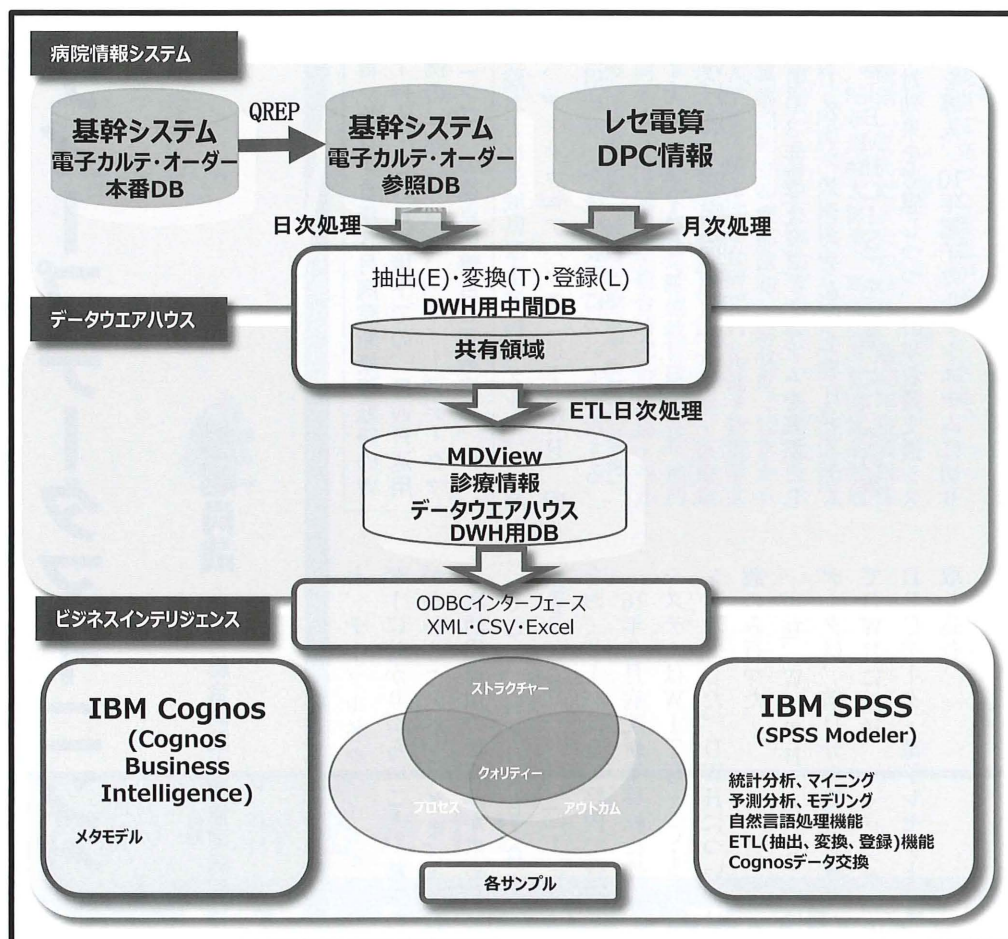 病院情報システム
基幹システム
電子カルテ・オーダー
本番DB
QREP
基幹システム
電子カルテ・オーダー
参照DB
レセ電算
DPC情報
日次処理
月次処理
抽出(E)・変換(T)・登録(L)
DWH用中間DB
共有領域
データウエアハウス
ETL日次処理
MDView
診療情報
データウエアハウス
DWH用DB
ビジネスインテリジェンス
ODBCインターフェース
XML・CSV・Excel
IBM Cognos
(Cognos
Business
Intelligence)
メタモデル
ストラクチャー
クォリティー
プロセス
アウトカム
各サンプル
IBM SPSS
(SPSS Modeler)
統計分析、マイニング
予測分析、モデリング
自然言語処理機能
ETL(抽出、変換、登録)機能
Cognosデータ交換